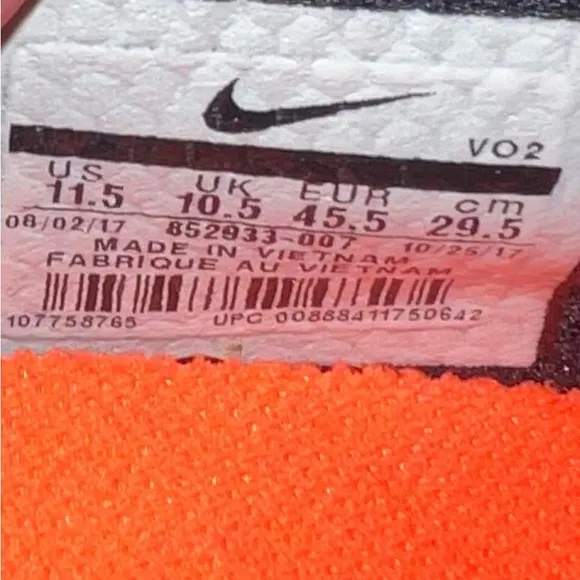 VO2
US UK EUR cm
11.5 10.5 45.5 29.5
08/02/17 852933-007 10/25/17
MADE IN VIETNAM
FABRIQUE AU VIETNAM
107758765 UPC 00888411750642